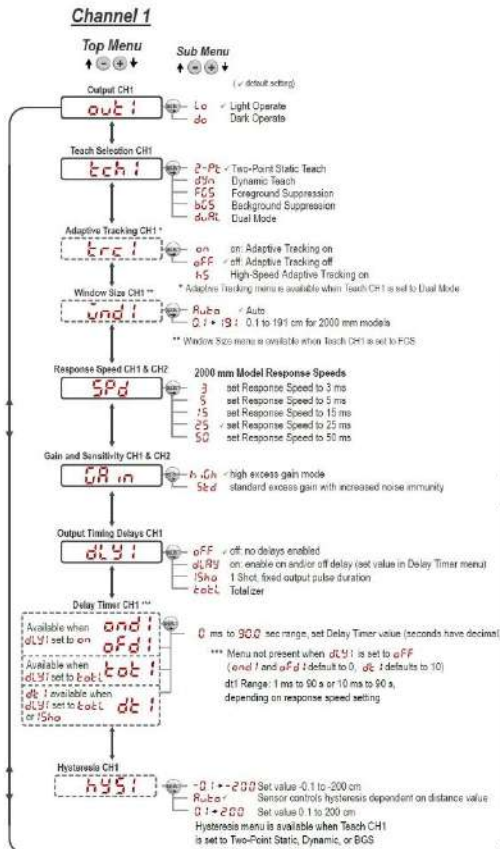 Channel 1
Top Menu
Sub Menu
(✓ default setting)
Output CH1
out1
Lo ✓ Light Operate
do Dark Operate
Teach Selection CH1
tch1
2-Pt ✓ Two-Point Static Teach
dYn Dynamic Teach
FGS Foreground Suppression
bGS Background Suppression
duAL Dual Mode
Adaptive Tracking CH1 *
trc1
on on: Adaptive Tracking on
oFF ✓ off: Adaptive Tracking off
hS High-Speed Adaptive Tracking on
* Adaptive Tracking menu is available when Teach CH1 is set to Dual Mode
Window Size CH1 **
wnd1
Auto ✓ Auto
0.1 ➔ 191 0.1 to 191 cm for 2000 mm models
** Window Size menu is available when Teach CH1 is set to FGS
Response Speed CH1 & CH2
SPd
2000 mm Model Response Speeds
3 set Response Speed to 3 ms
5 set Response Speed to 5 ms
15 set Response Speed to 15 ms
25 ✓ set Response Speed to 25 ms
50 set Response Speed to 50 ms
Gain and Sensitivity CH1 & CH2
GAin
hiGh ✓ high excess gain mode
Std standard excess gain with increased noise immunity
Output Timing Delays CH1
dLY1
oFF ✓ off: no delays enabled
dLAY on: enable on and/or off delay (set value in Delay Timer menu)
1Sho 1 Shot, fixed output pulse duration
totL Totalizer
Delay Timer CH1 ***
Available when dLY1 set to on
ond1
oFd1
Available when dLY1 set to totL
tot1
dt1 available when dLY1 set to totL or 1Sho
dt1
0 ms to 90.0 sec range, set Delay Timer value (seconds have decimal
*** Menu not present when dLY1 is set to oFF
(ond1 and oFd1 default to 0, dt1 defaults to 10)
dt1 Range: 1 ms to 90 s or 10 ms to 90 s,
depending on response speed setting
Hysteresis CH1
hYS1
-0.1 ➔ -200 Set value -0.1 to -200 cm
Auto ✓ Sensor controls hysteresis dependent on distance value
0.1 ➔ 200 Set value 0.1 to 200 cm
Hysteresis menu is available when Teach CH1
is set to Two-Point Static, Dynamic, or BGS